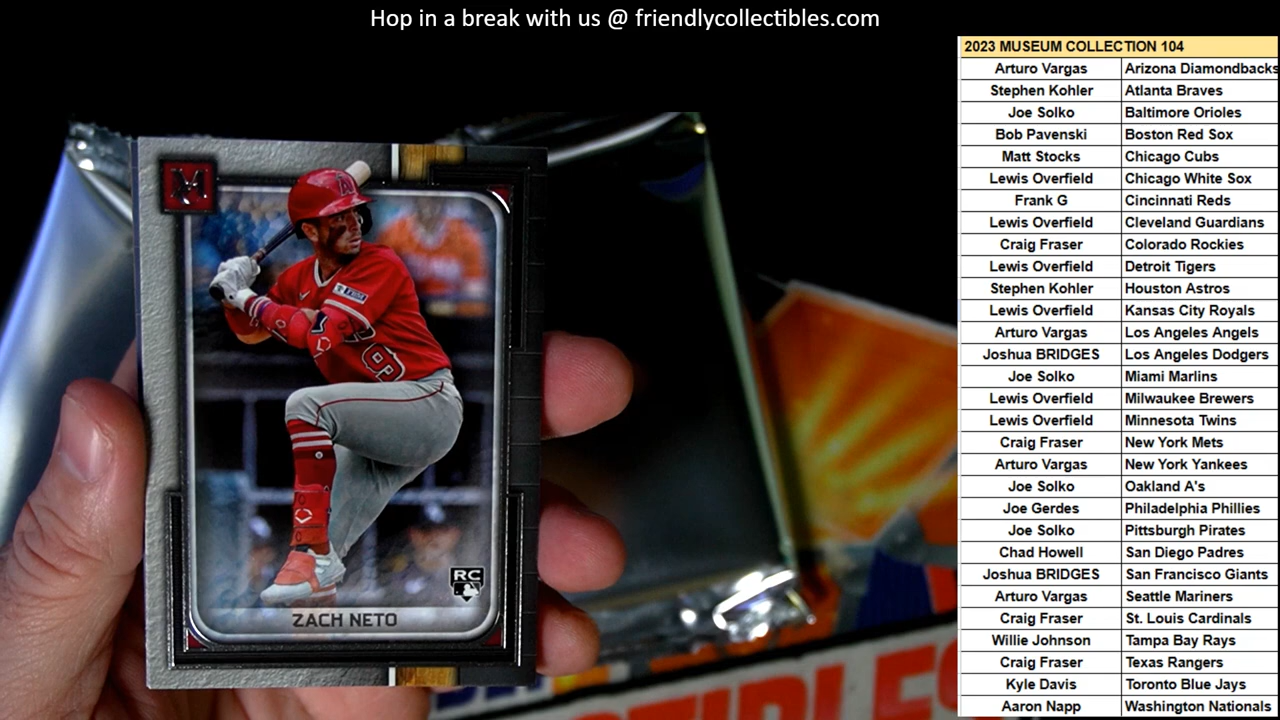 Hop in a break with us @ friendlycollectibles.com
2023 MUSEUM COLLECTION 104
Arturo Vargas Arizona Diamondbacks
Stephen Kohler Atlanta Braves
Joe Solko Baltimore Orioles
Bob Pavenski Boston Red Sox
Matt Stocks Chicago Cubs
Lewis Overfield Chicago White Sox
Frank G Cincinnati Reds
Lewis Overfield Cleveland Guardians
Craig Fraser Colorado Rockies
Lewis Overfield Detroit Tigers
Stephen Kohler Houston Astros
Lewis Overfield Kansas City Royals
Arturo Vargas Los Angeles Angels
Joshua BRIDGES Los Angeles Dodgers
Joe Solko Miami Marlins
Lewis Overfield Milwaukee Brewers
Lewis Overfield Minnesota Twins
Craig Fraser New York Mets
Arturo Vargas New York Yankees
Joe Solko Oakland A's
Joe Gerdes Philadelphia Phillies
Joe Solko Pittsburgh Pirates
Chad Howell San Diego Padres
Joshua BRIDGES San Francisco Giants
Arturo Vargas Seattle Mariners
Craig Fraser St. Louis Cardinals
Willie Johnson Tampa Bay Rays
Craig Fraser Texas Rangers
Kyle Davis Toronto Blue Jays
Aaron Napp Washington Nationals
M
A
9
RC
ZACH NETO